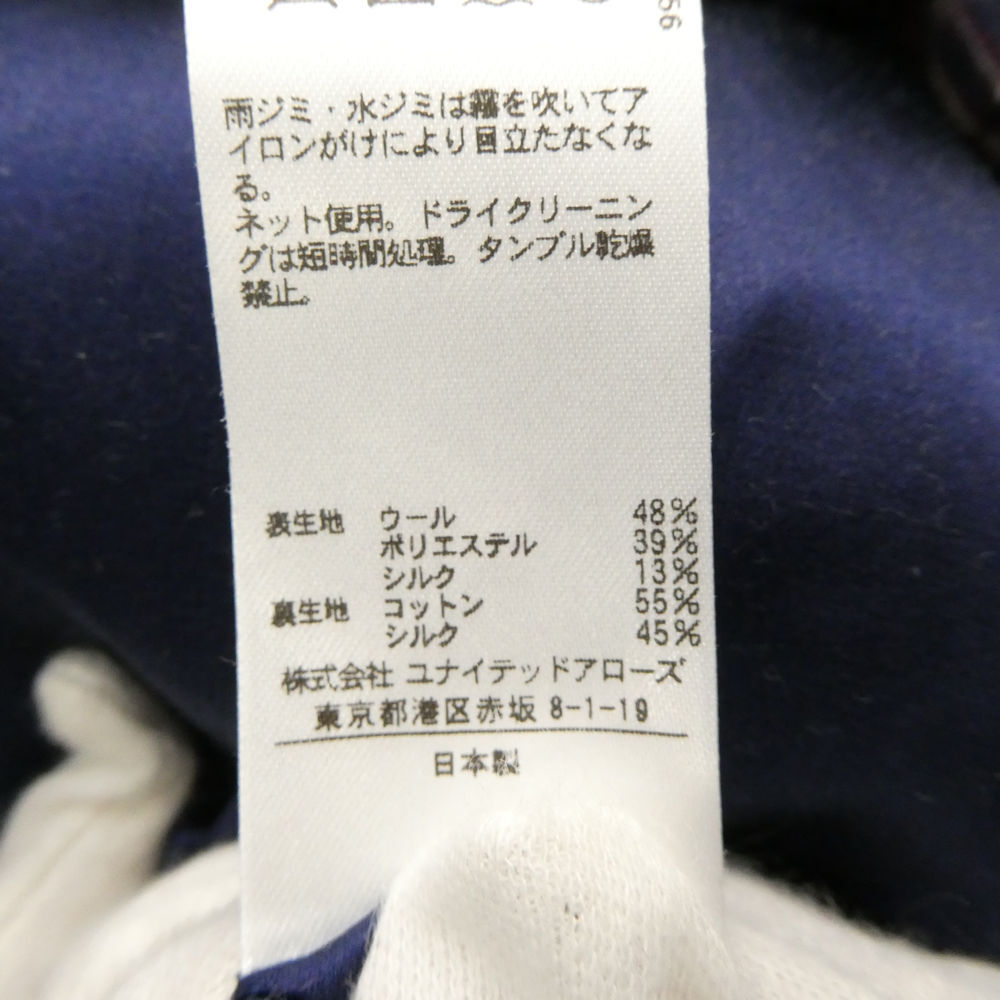 雨ジミ・水ジミは霧を吹いてア
イロンがけにより目立たなくな
る。
ネット使用。ドライクリーニン
グは短時間処理。タンブル乾燥
禁止。
表生地 ウール 48%
ポリエステル 39%
シルク 13%
裏生地 コットン 55%
シルク 45%
株式会社 ユナイテッドアローズ
東京都港区赤坂 8-1-19
日本製